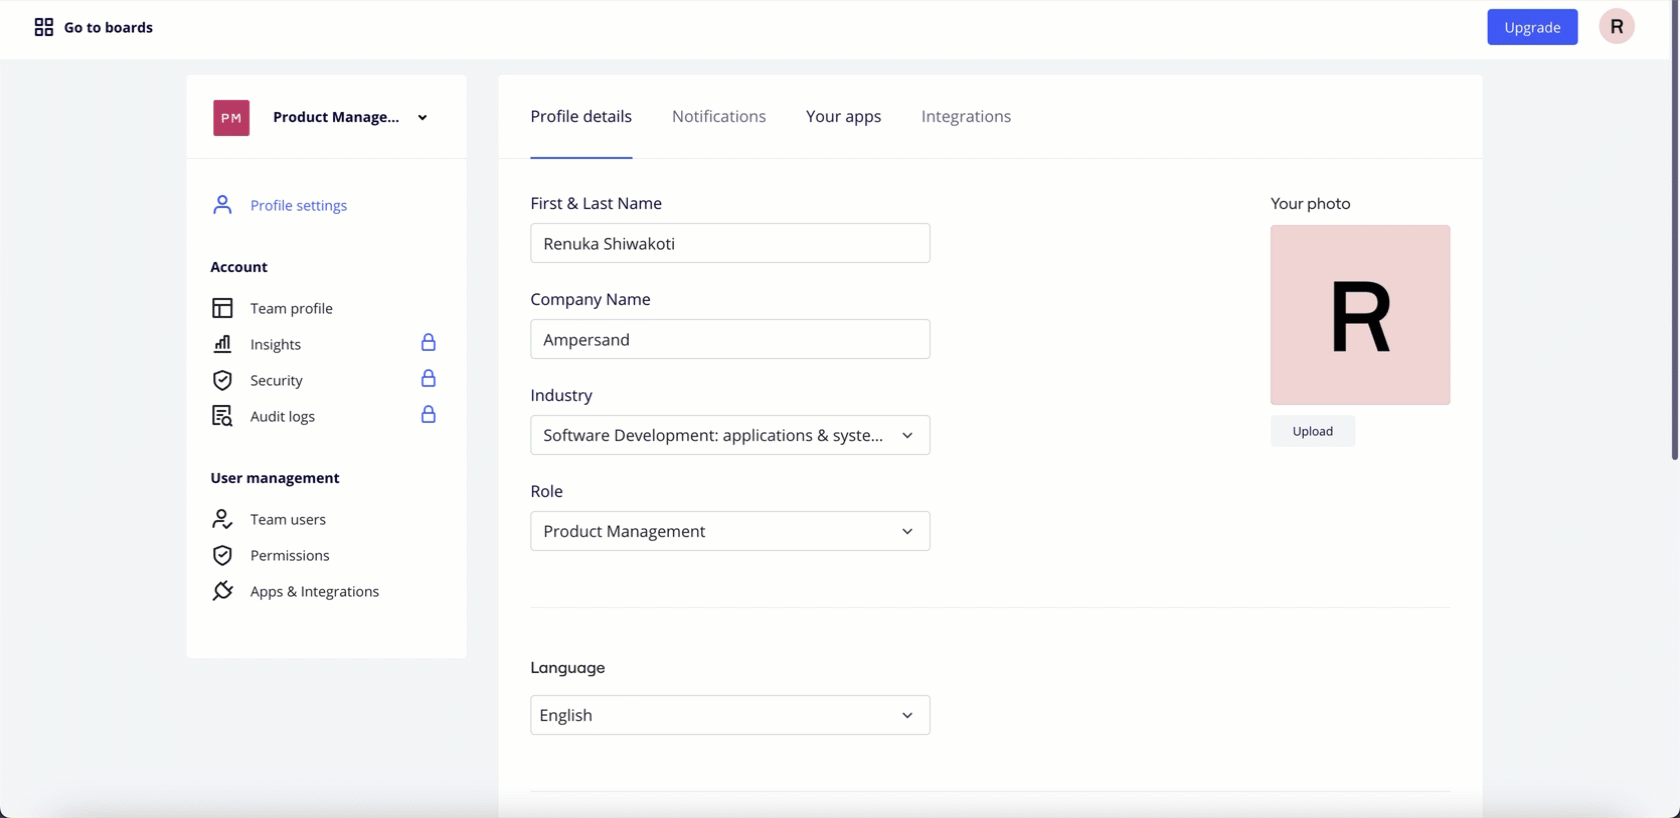 Go to boards
Upgrade
R
PM
Product Manage...
Profile settings
Account
Team profile
Insights
Security
Audit logs
User management
Team users
Permissions
Apps & Integrations
Profile details
Notifications
Your apps
Integrations
First & Last Name
Renuka Shiwakoti
Company Name
Ampersand
Industry
Software Development: applications & syste...
Role
Product Management
Language
English
Your photo
R
Upload